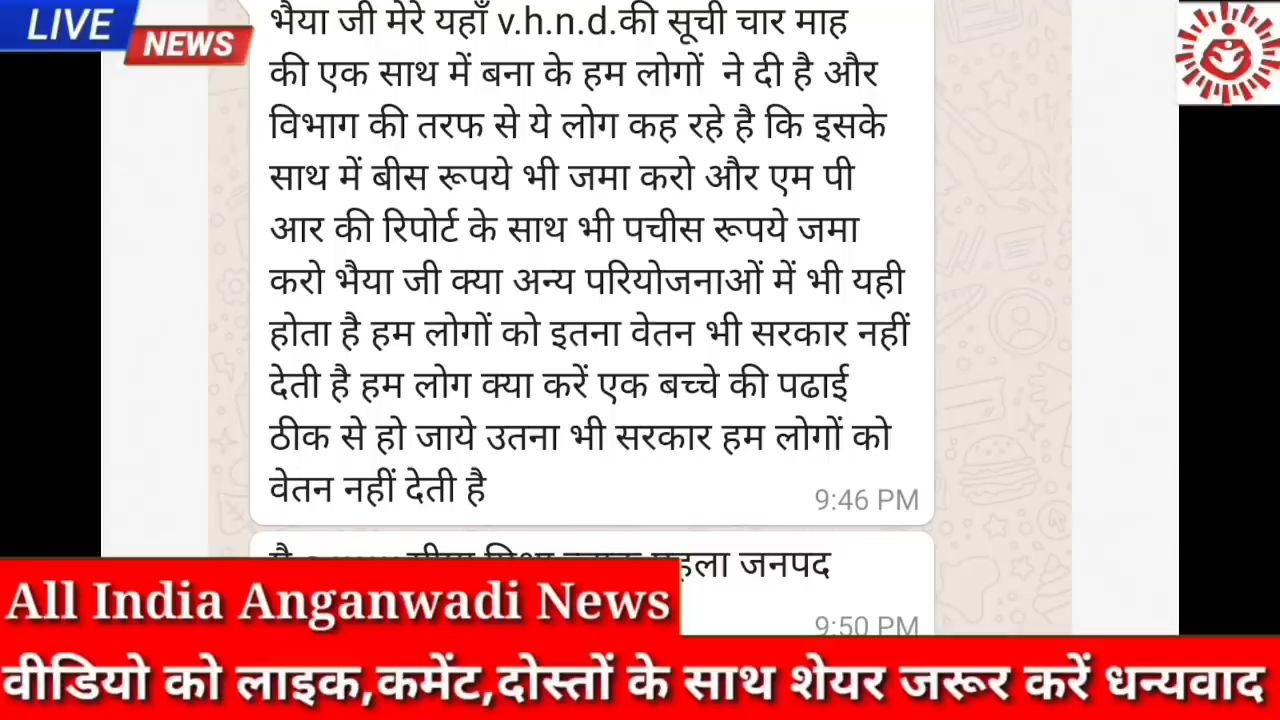 LIVE
NEWS
भैया जी मेरे यहाँ v.h.n.d.की सूची चार माह
की एक साथ में बना के हम लोगों ने दी है और
विभाग की तरफ से ये लोग कह रहे है कि इसके
साथ में बीस रूपये भी जमा करो और एम पी
आर की रिपोर्ट के साथ भी पचीस रूपये जमा
करो भैया जी क्या अन्य परियोजनाओं में भी यही
होता है हम लोगों को इतना वेतन भी सरकार नहीं
देती है हम लोग क्या करें एक बच्चे की पढाई
ठीक से हो जाये उतना भी सरकार हम लोगों को
वेतन नहीं देती है
9:46 PM
जनपद
9:50 PM
All India Anganwadi News
वीडियो को लाइक,कमेंट,दोस्तों के साथ शेयर जरूर करें धन्यवाद